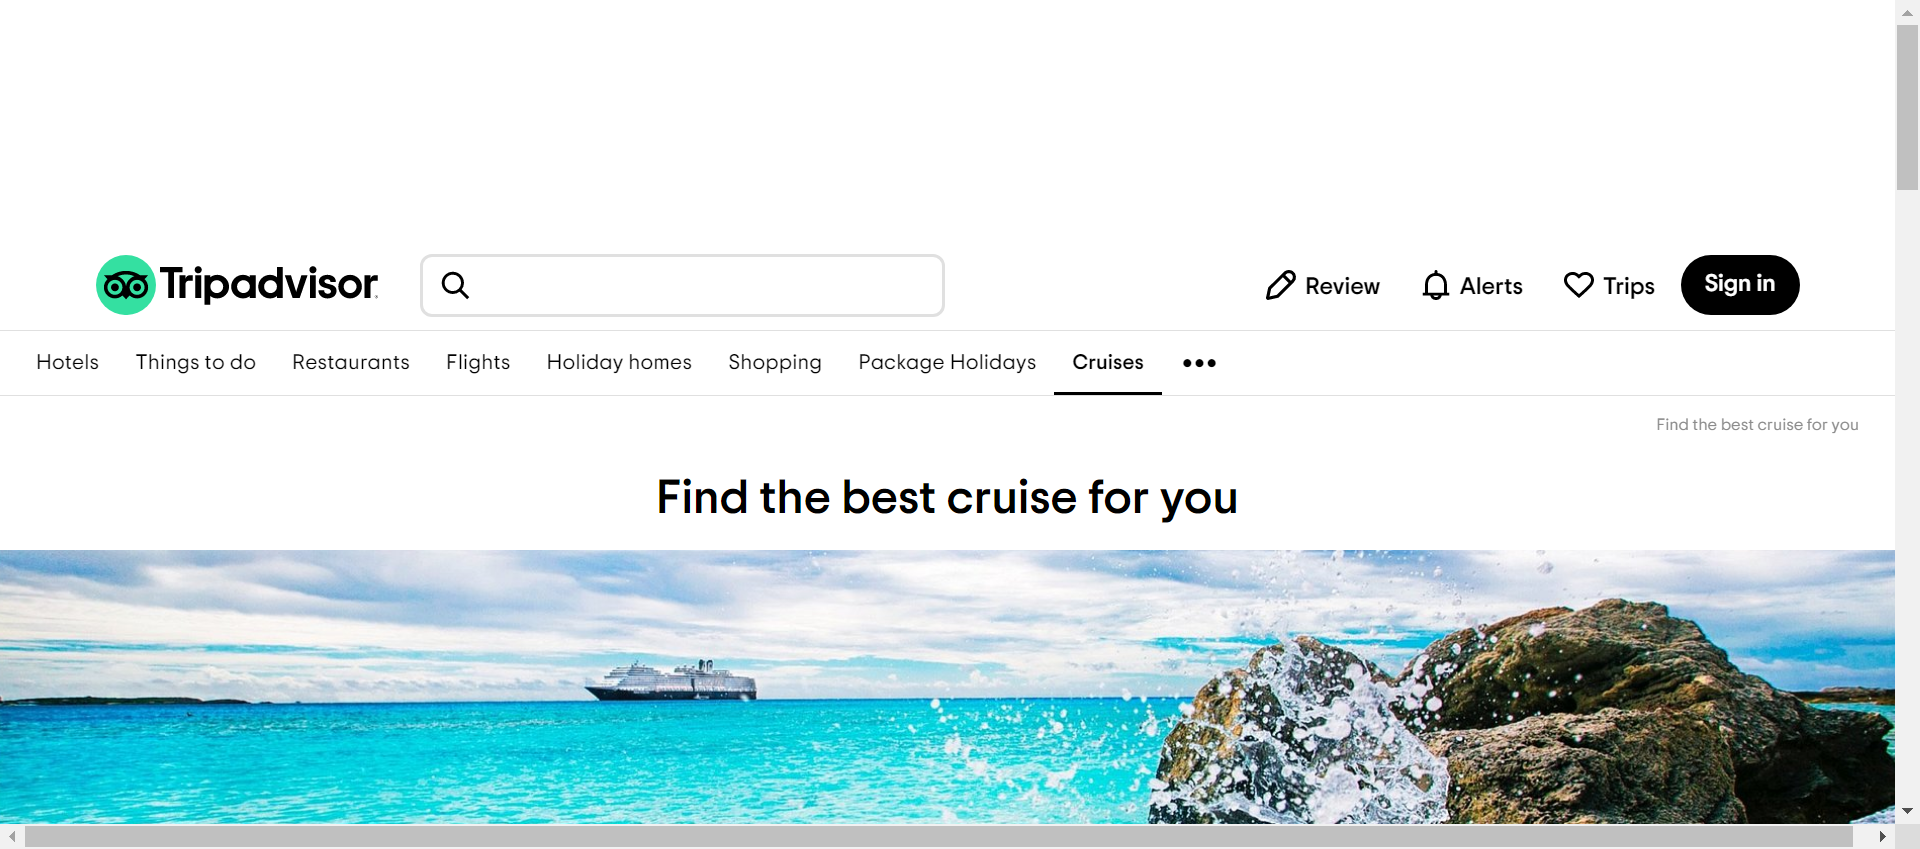 Tripadvisor
Review
Alerts
Trips
Sign in
Hotels
Things to do
Restaurants
Flights
Holiday homes
Shopping
Package Holidays
Cruises
Find the best cruise for you
Find the best cruise for you